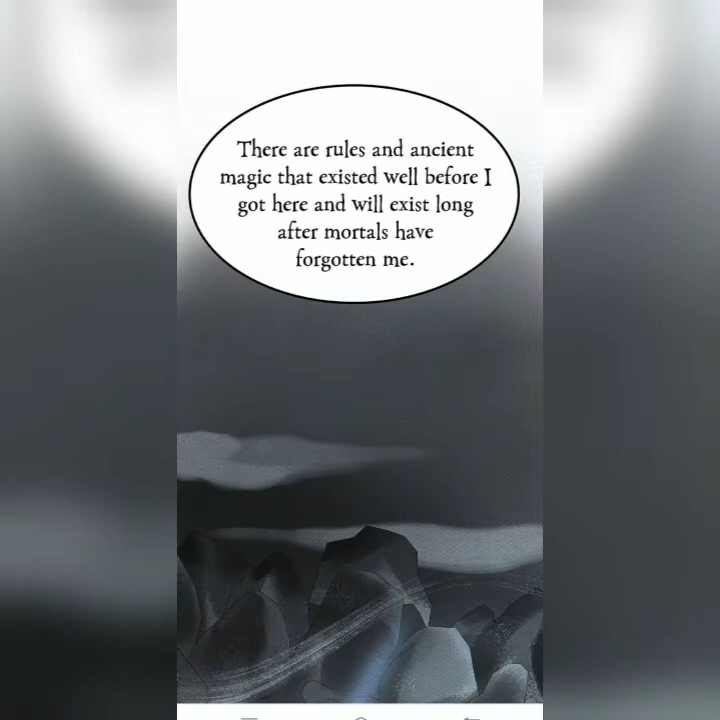 There are rules and ancient
magic that existed well before I
got here and will exist long
after mortals have
forgotten me.